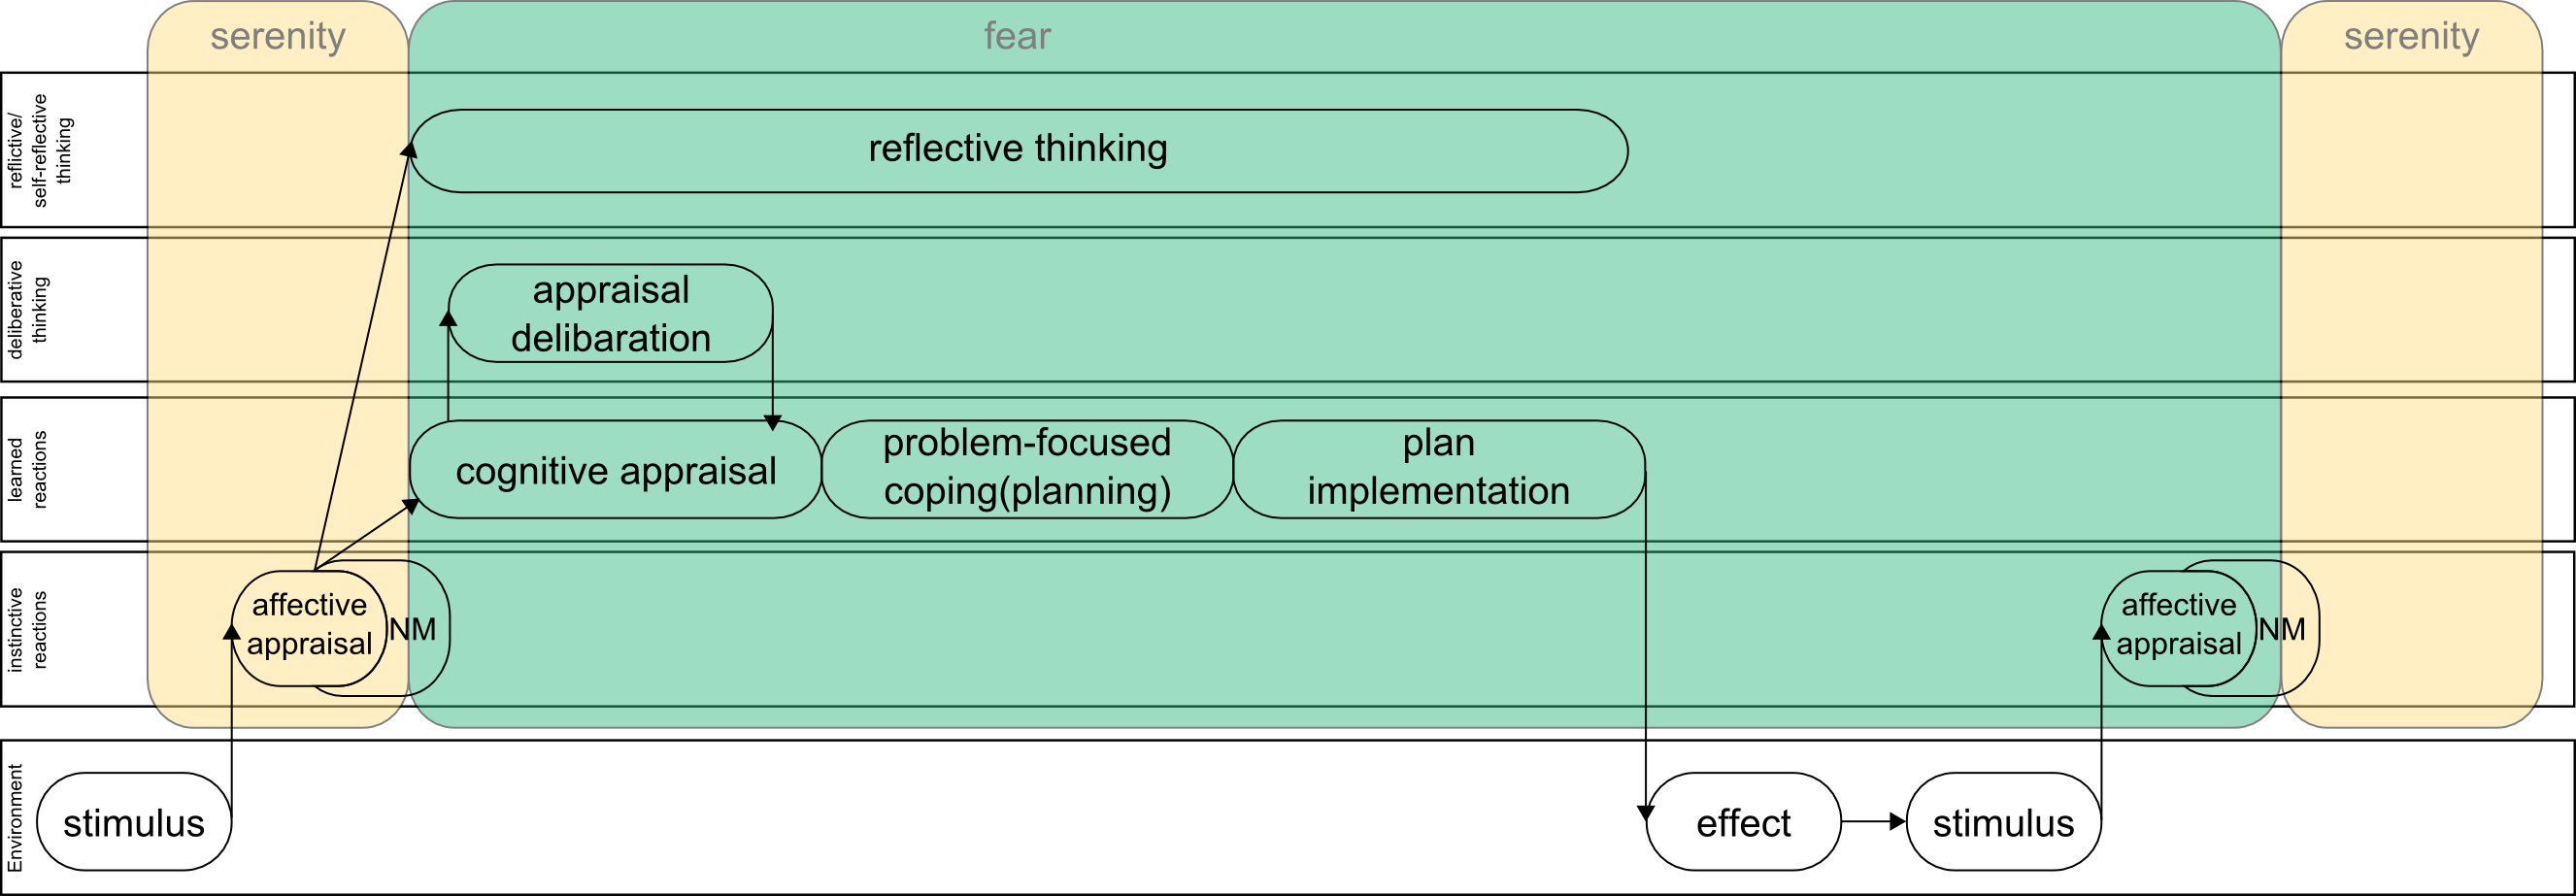 serenity
fear
serenity
reflictive/
self-reflective
thinking
reflective thinking
deliberative
thinking
appraisal
delibaration
learned
reactions
cognitive appraisal
problem-focused
coping(planning)
plan
implementation
instinctive
reactions
affective
appraisal
NM
affective
appraisal
NM
Environment
stimulus
effect
stimulus